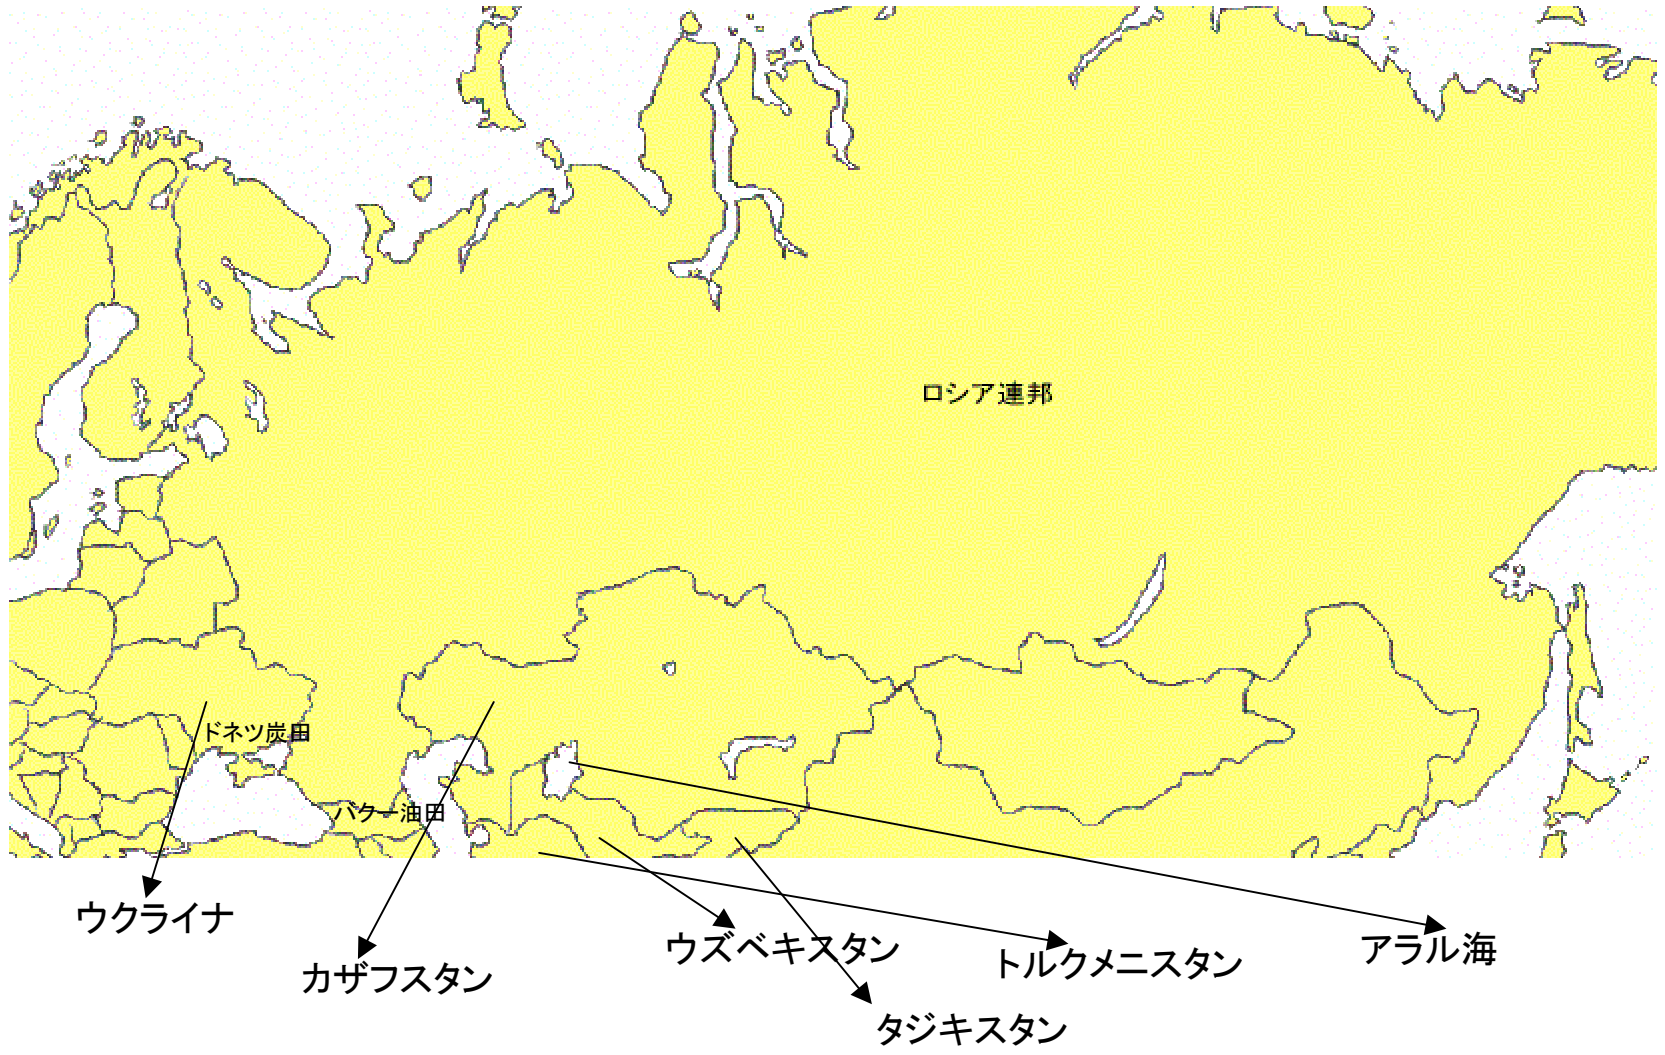 ロシア連邦
ドネツ炭田
バクー油田
ウクライナ
カザフスタン
ウズベキスタン
トルクメニスタン
アラル海
タジキスタン